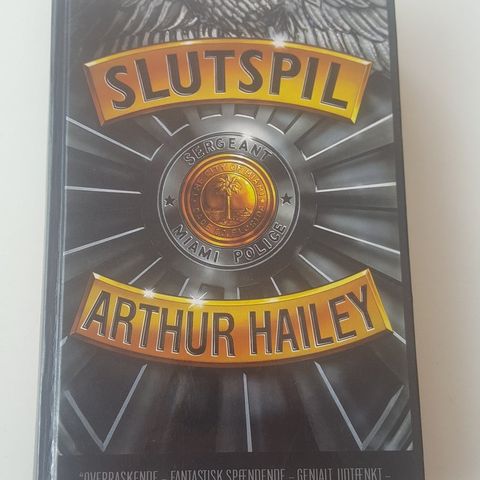 SLUTSPIL
SERGEANT
MIAMI POLICE
ARTHUR HAILEY
"OVERRASKENDE – FANTASTISK SPÆNDENDE – GENIALT UDTÆNKT –